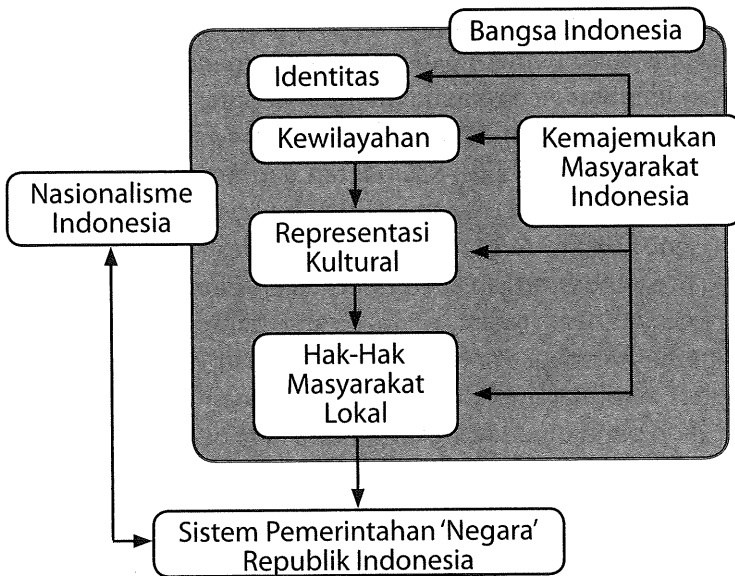 Bangsa Indonesia
Identitas
Kewilayahan
Kemajemukan
Masyarakat
Indonesia
Nasionalisme
Indonesia
Representasi
Kultural
Hak-Hak
Masyarakat
Lokal
Sistem Pemerintahan ‘Negara’
Republik Indonesia